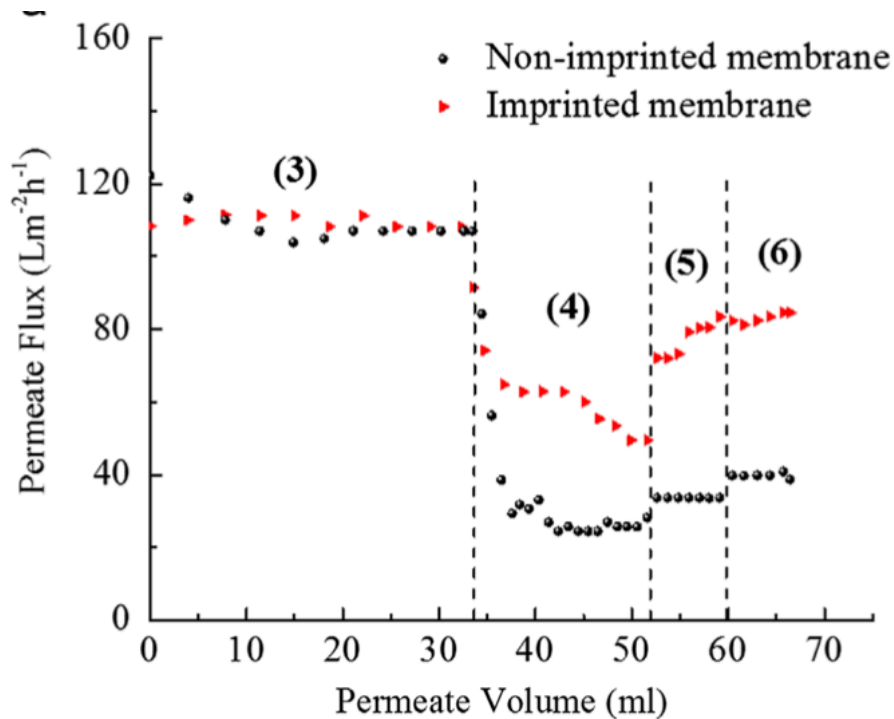 160
Non-imprinted membrane
Imprinted membrane
120
(3)
(5)
(6)
(4)
80
40
0
0 10 20 30 40 50 60 70
Permeate Flux (Lm⁻²h⁻¹)
Permeate Volume (ml)